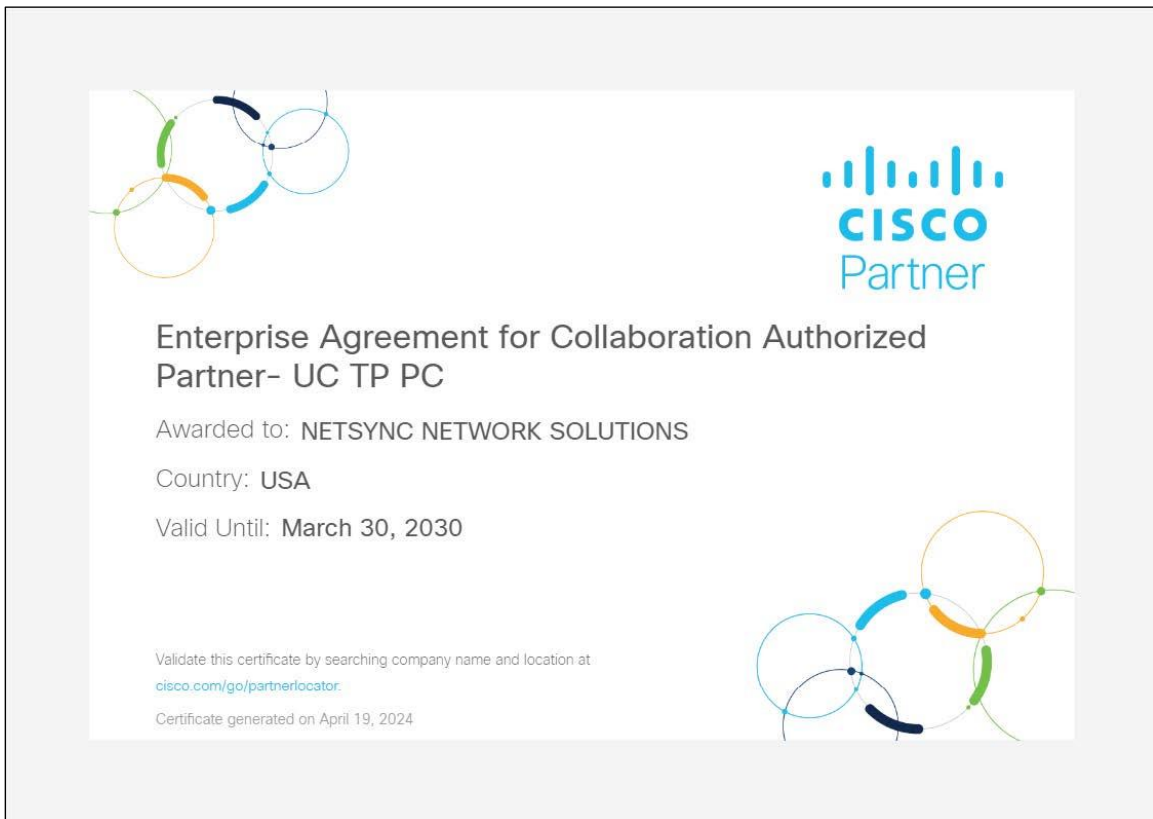 CISCO
Partner
Enterprise Agreement for Collaboration Authorized
Partner- UC TP PC
Awarded to: NETSYNC NETWORK SOLUTIONS
Country: USA
Valid Until: March 30, 2030
Validate this certificate by searching company name and location at
cisco.com/go/partnerlocator.
Certificate generated on April 19, 2024